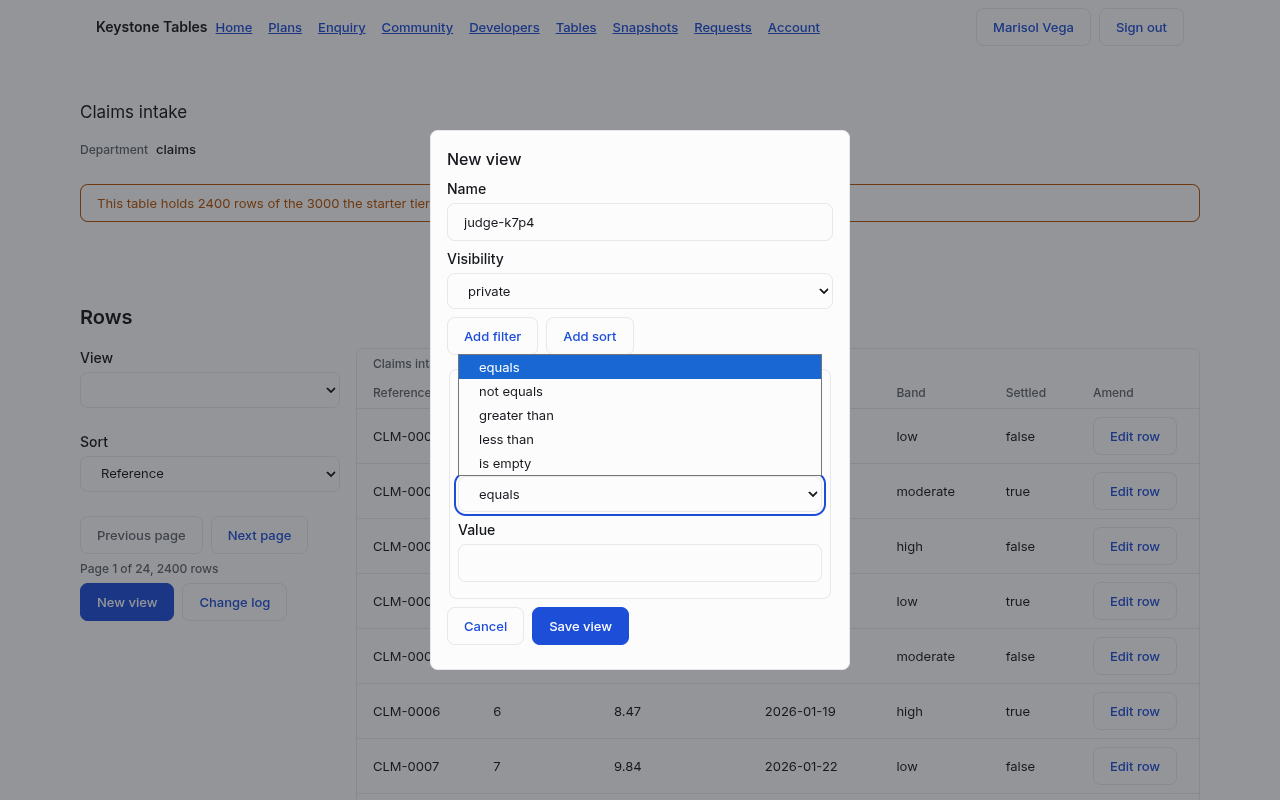 Keystone Tables Home Plans Enquiry Community Developers Tables Snapshots Requests Account Marisol Vega Sign out
Claims intake
Department claims
This table holds 2400 rows of the 3000 the starter tier
Rows
View
Sort
Reference
Previous page Next page
Page 1 of 24, 2400 rows
New view Change log
New view
Name
judge-k7p4
Visibility
private
Add filter Add sort
equals
not equals
greater than
less than
is empty
equals
Value
Cancel Save view
Reference Band Settled Amend
low false Edit row
moderate true Edit row
high false Edit row
low true Edit row
moderate false Edit row
CLM-0006 6 8.47 2026-01-19 high true Edit row
CLM-0007 7 9.84 2026-01-22 low false Edit row